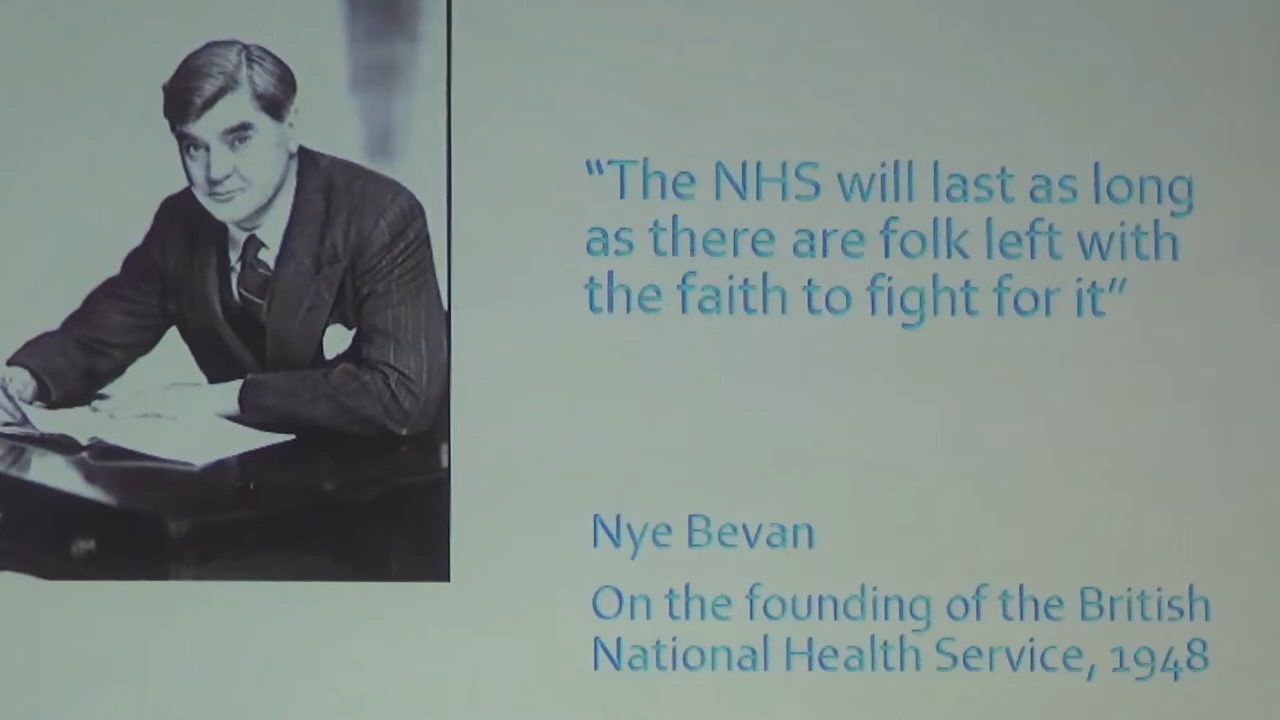 “The NHS will last as long
as there are folk left with
the faith to fight for it”
Nye Bevan
On the founding of the British
National Health Service, 1948